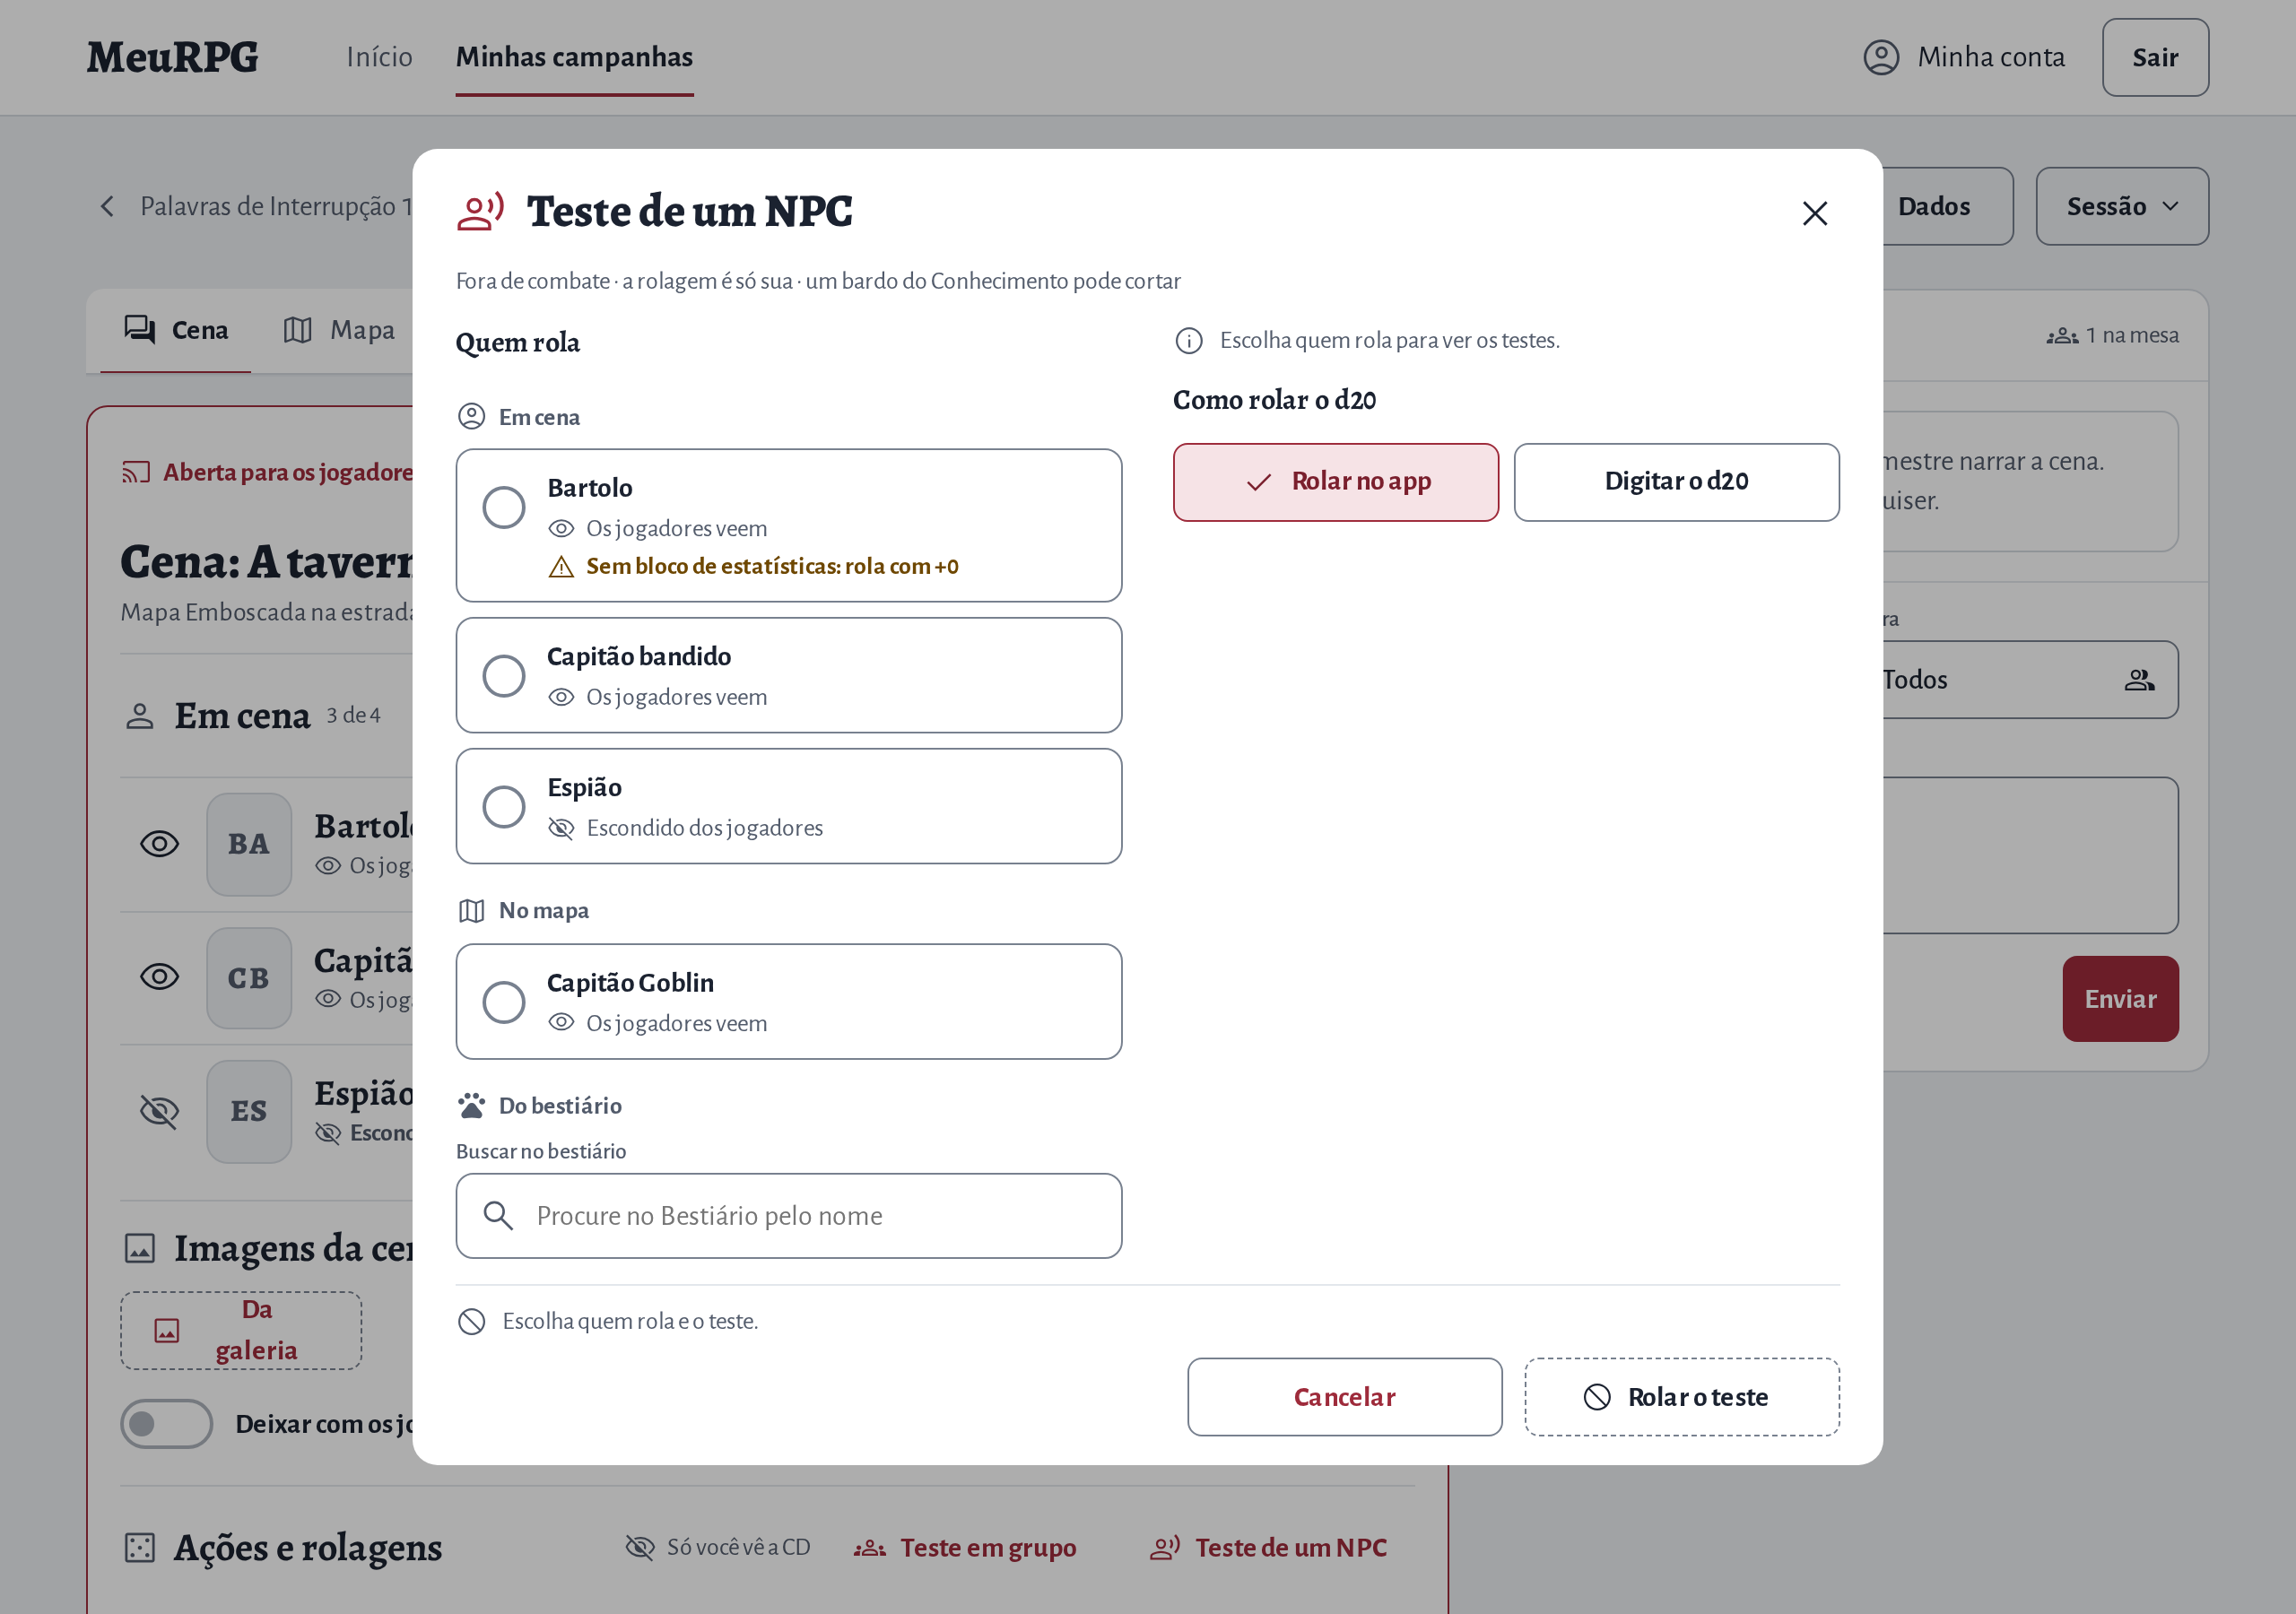 MeuRPG
Início
Minhas campanhas
Minha conta
Sair
Palavras de Interrupção 1
Dados
Sessão
Cena
Mapa
1 na mesa
Aberta para os jogadore
Cena: A tavern
Mapa Emboscada na estrada
Em cena
3 de 4
BA
Bartol
Os jog
CB
Capitã
Os jog
ES
Espião
Escon
Imagens da cer
Da
galeria
Deixar com os jo
Ações e rolagens
Só você vê a CD
Teste em grupo
Teste de um NPC
mestre narrar a cena.
uiser.
ra
Todos
Enviar
Teste de um NPC
Fora de combate · a rolagem é só sua · um bardo do Conhecimento pode cortar
Quem rola
Em cena
Bartolo
Os jogadores veem
Sem bloco de estatísticas: rola com +0
Capitão bandido
Os jogadores veem
Espião
Escondido dos jogadores
No mapa
Capitão Goblin
Os jogadores veem
Do bestiário
Buscar no bestiário
Procure no Bestiário pelo nome
Escolha quem rola para ver os testes.
Como rolar o d20
Rolar no app
Digitar o d20
Escolha quem rola e o teste.
Cancelar
Rolar o teste